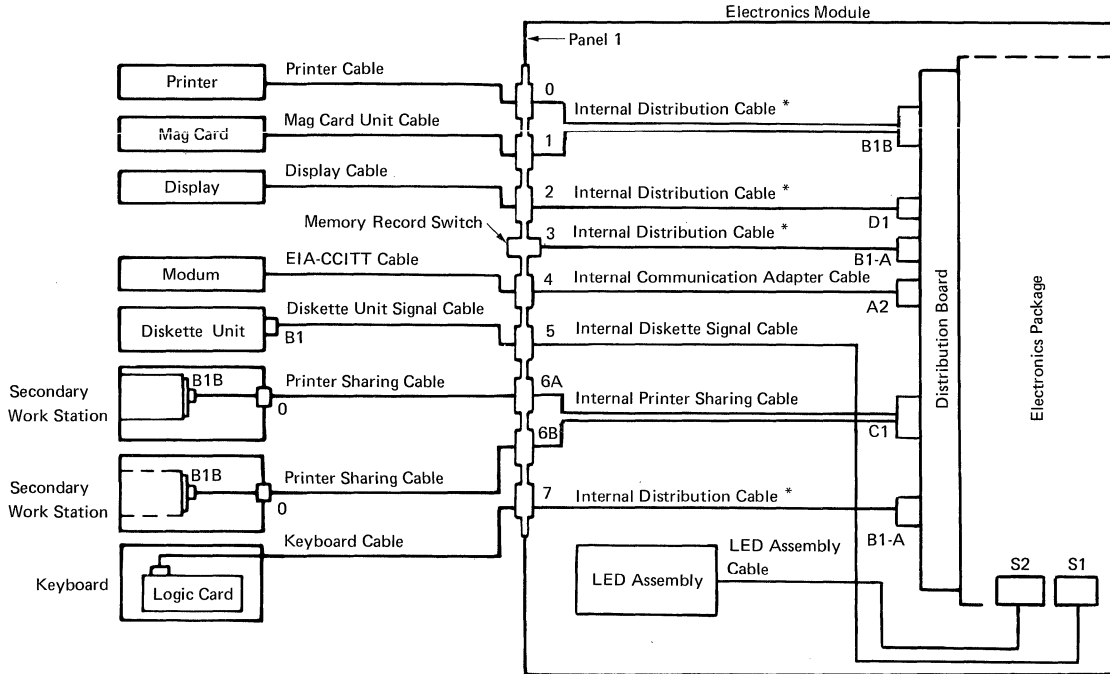 Electronics Module
Panel 1
Printer
Printer Cable
0
Internal Distribution Cable *
Mag Card
Mag Card Unit Cable
1
B1B
Display
Display Cable
2
Internal Distribution Cable *
D1
Memory Record Switch
3
Internal Distribution Cable *
B1-A
Modum
EIA-CCITT Cable
4
Internal Communication Adapter Cable
A2
Diskette Unit
B1
Diskette Unit Signal Cable
5
Internal Diskette Signal Cable
Distribution Board
Electronics Package
Secondary
Work Station
B1B
0
Printer Sharing Cable
6A
Internal Printer Sharing Cable
6B
C1
Secondary
Work Station
B1B
0
Printer Sharing Cable
7
Internal Distribution Cable *
B1-A
Keyboard
Logic Card
Keyboard Cable
LED Assembly
LED Assembly
Cable
S2
S1